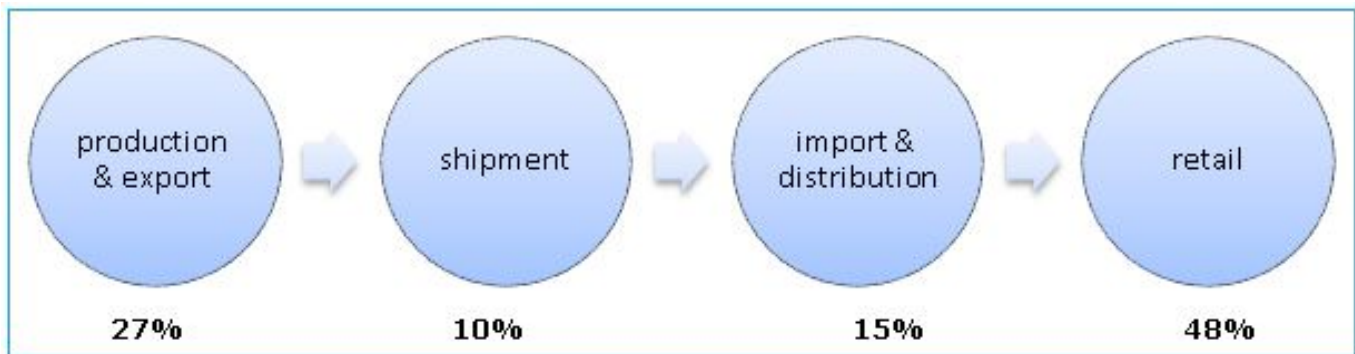 production
& export
shipment
import &
distribution
retail
27%
10%
15%
48%